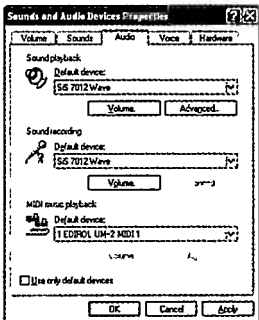 Sounds and Audio Devices Properties
Volume Sounds Audio Voice Hardware
Sound playback
Default device:
SiS 7012 Wave
Volume... Advanced...
Sound recording
Default device:
SiS 7012 Wave
Volume...
MIDI music playback
Default device:
1 EDIROL UM-2 MIDI 1
Use only default devices
OK Cancel Apply